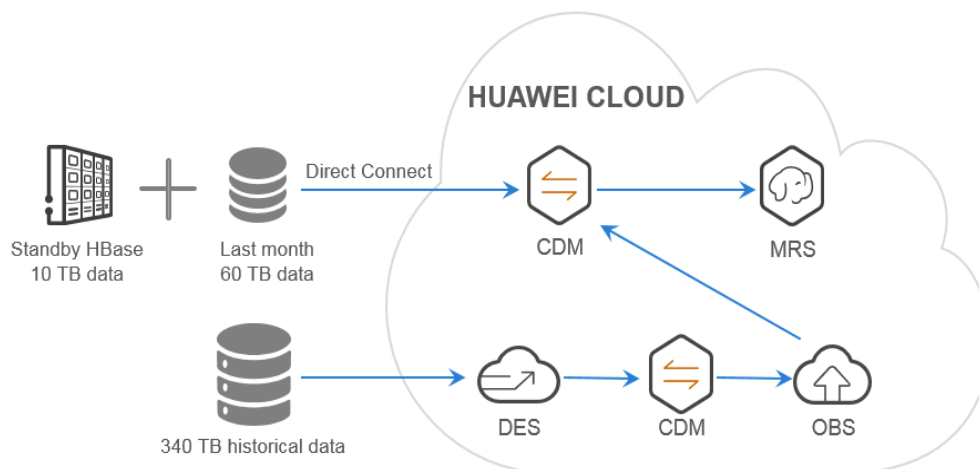 HUAWEI CLOUD
Direct Connect
Standby HBase
10 TB data
Last month
60 TB data
CDM
MRS
340 TB historical data
DES
CDM
OBS